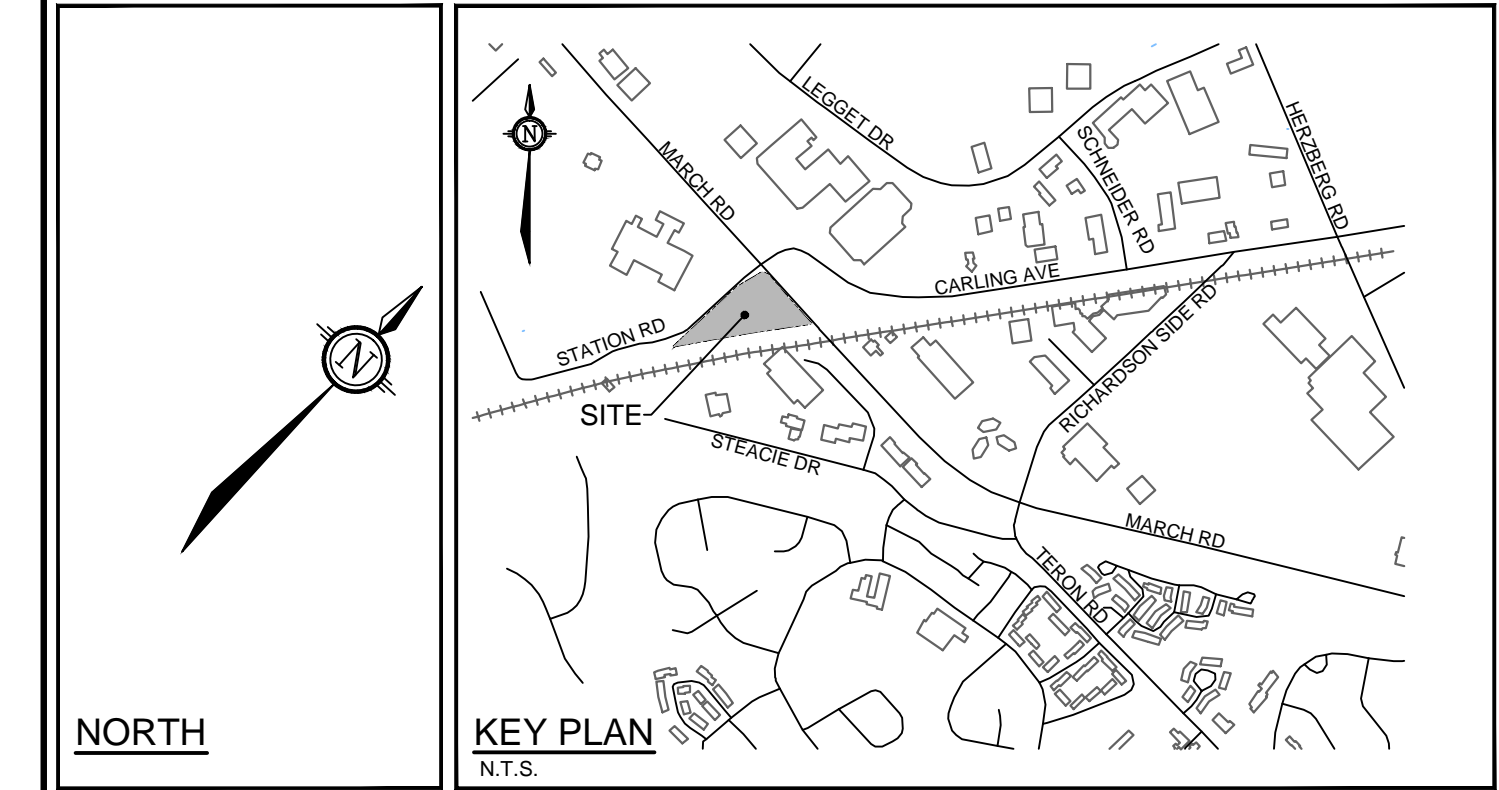 N
NORTH
N
LEGGET DR
MARCH RD
SCHNEIDER RD
HERZBERG RD
CARLING AVE
STATION RD
RICHARDSON SIDE RD
SITE
STEACIE DR
MARCH RD
TERON RD
KEY PLAN
N.T.S.